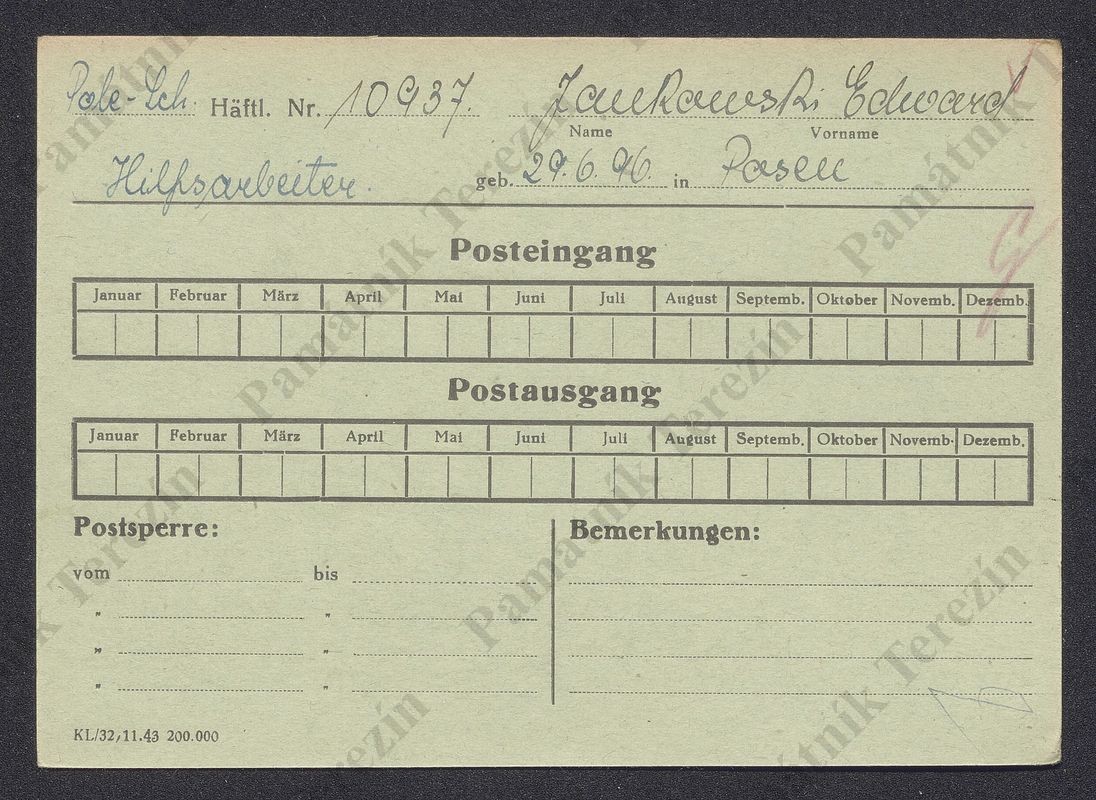 Pole-Sch. Häftl. Nr. 10937. Jankowski Edward
Name Vorname
Hilfsarbeiter. geb. 29.6.96. in Posen
Posteingang
Januar Februar März April Mai Juni Juli August Septemb. Oktober Novemb. Dezemb.
Postausgang
Januar Februar März April Mai Juni Juli August Septemb. Oktober Novemb. Dezemb.
Postsperre: Bemerkungen:
vom bis
" "
" "
" "
KL/32, 11.43 200.000
Památník Terezín